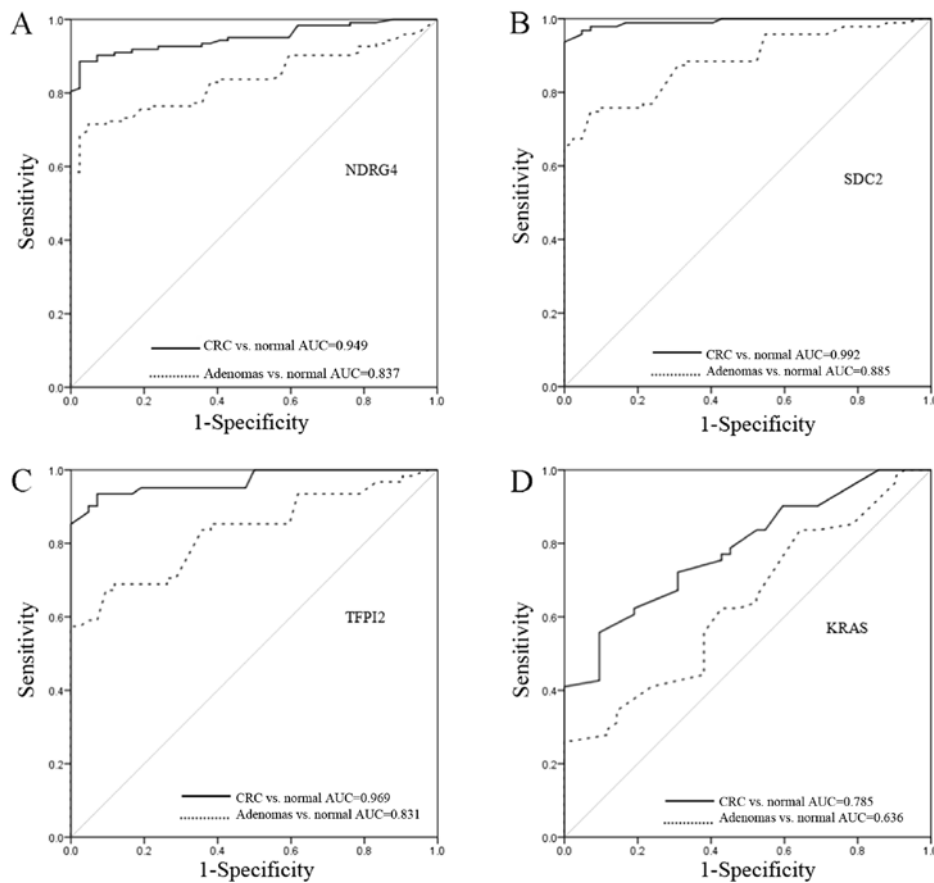 A
1.0
0.8
0.6
0.4
0.2
0.0
Sensitivity
NDRG4
CRC vs. normal AUC=0.949
Adenomas vs. normal AUC=0.837
0.0 0.2 0.4 0.6 0.8 1.0
1-Specificity
B
1.0
0.8
0.6
0.4
0.2
0.0
Sensitivity
SDC2
CRC vs. normal AUC=0.992
Adenomas vs. normal AUC=0.885
0.0 0.2 0.4 0.6 0.8 1.0
1-Specificity
C
1.0
0.8
0.6
0.4
0.2
0.0
Sensitivity
TFPI2
CRC vs. normal AUC=0.969
Adenomas vs. normal AUC=0.831
0.0 0.2 0.4 0.6 0.8 1.0
1-Specificity
D
1.0
0.8
0.6
0.4
0.2
0.0
Sensitivity
KRAS
CRC vs. normal AUC=0.785
Adenomas vs. normal AUC=0.636
0.0 0.2 0.4 0.6 0.8 1.0
1-Specificity